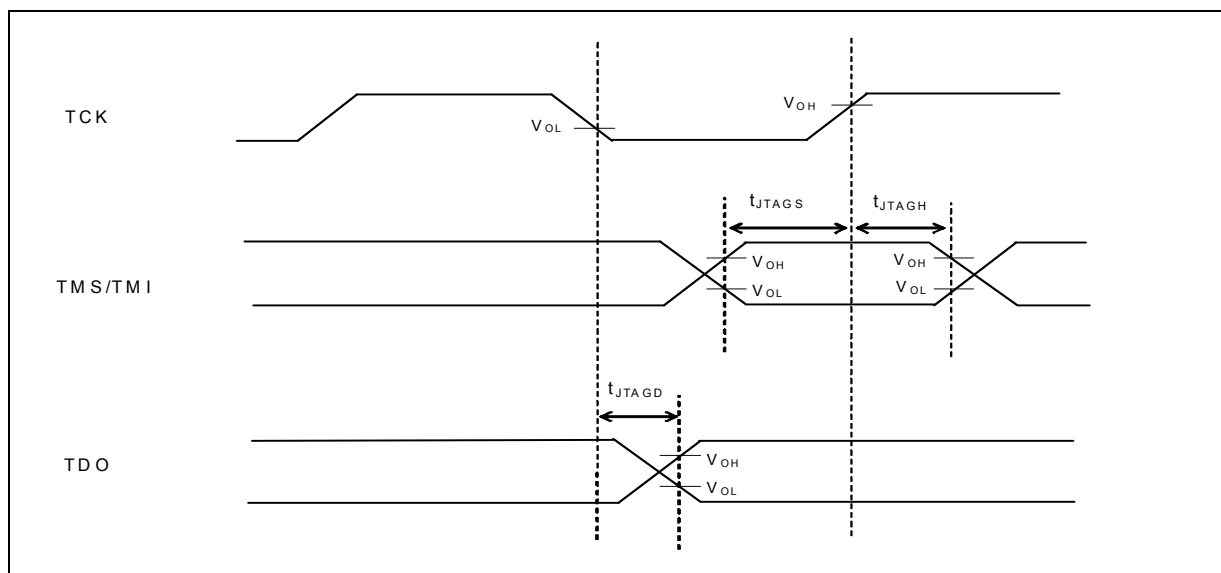 TCK
VOL
VOH
tJTAGS
tJTAGH
TMS/TMI
VOH
VOL
VOH
VOL
tJTAGD
TDO
VOH
VOL